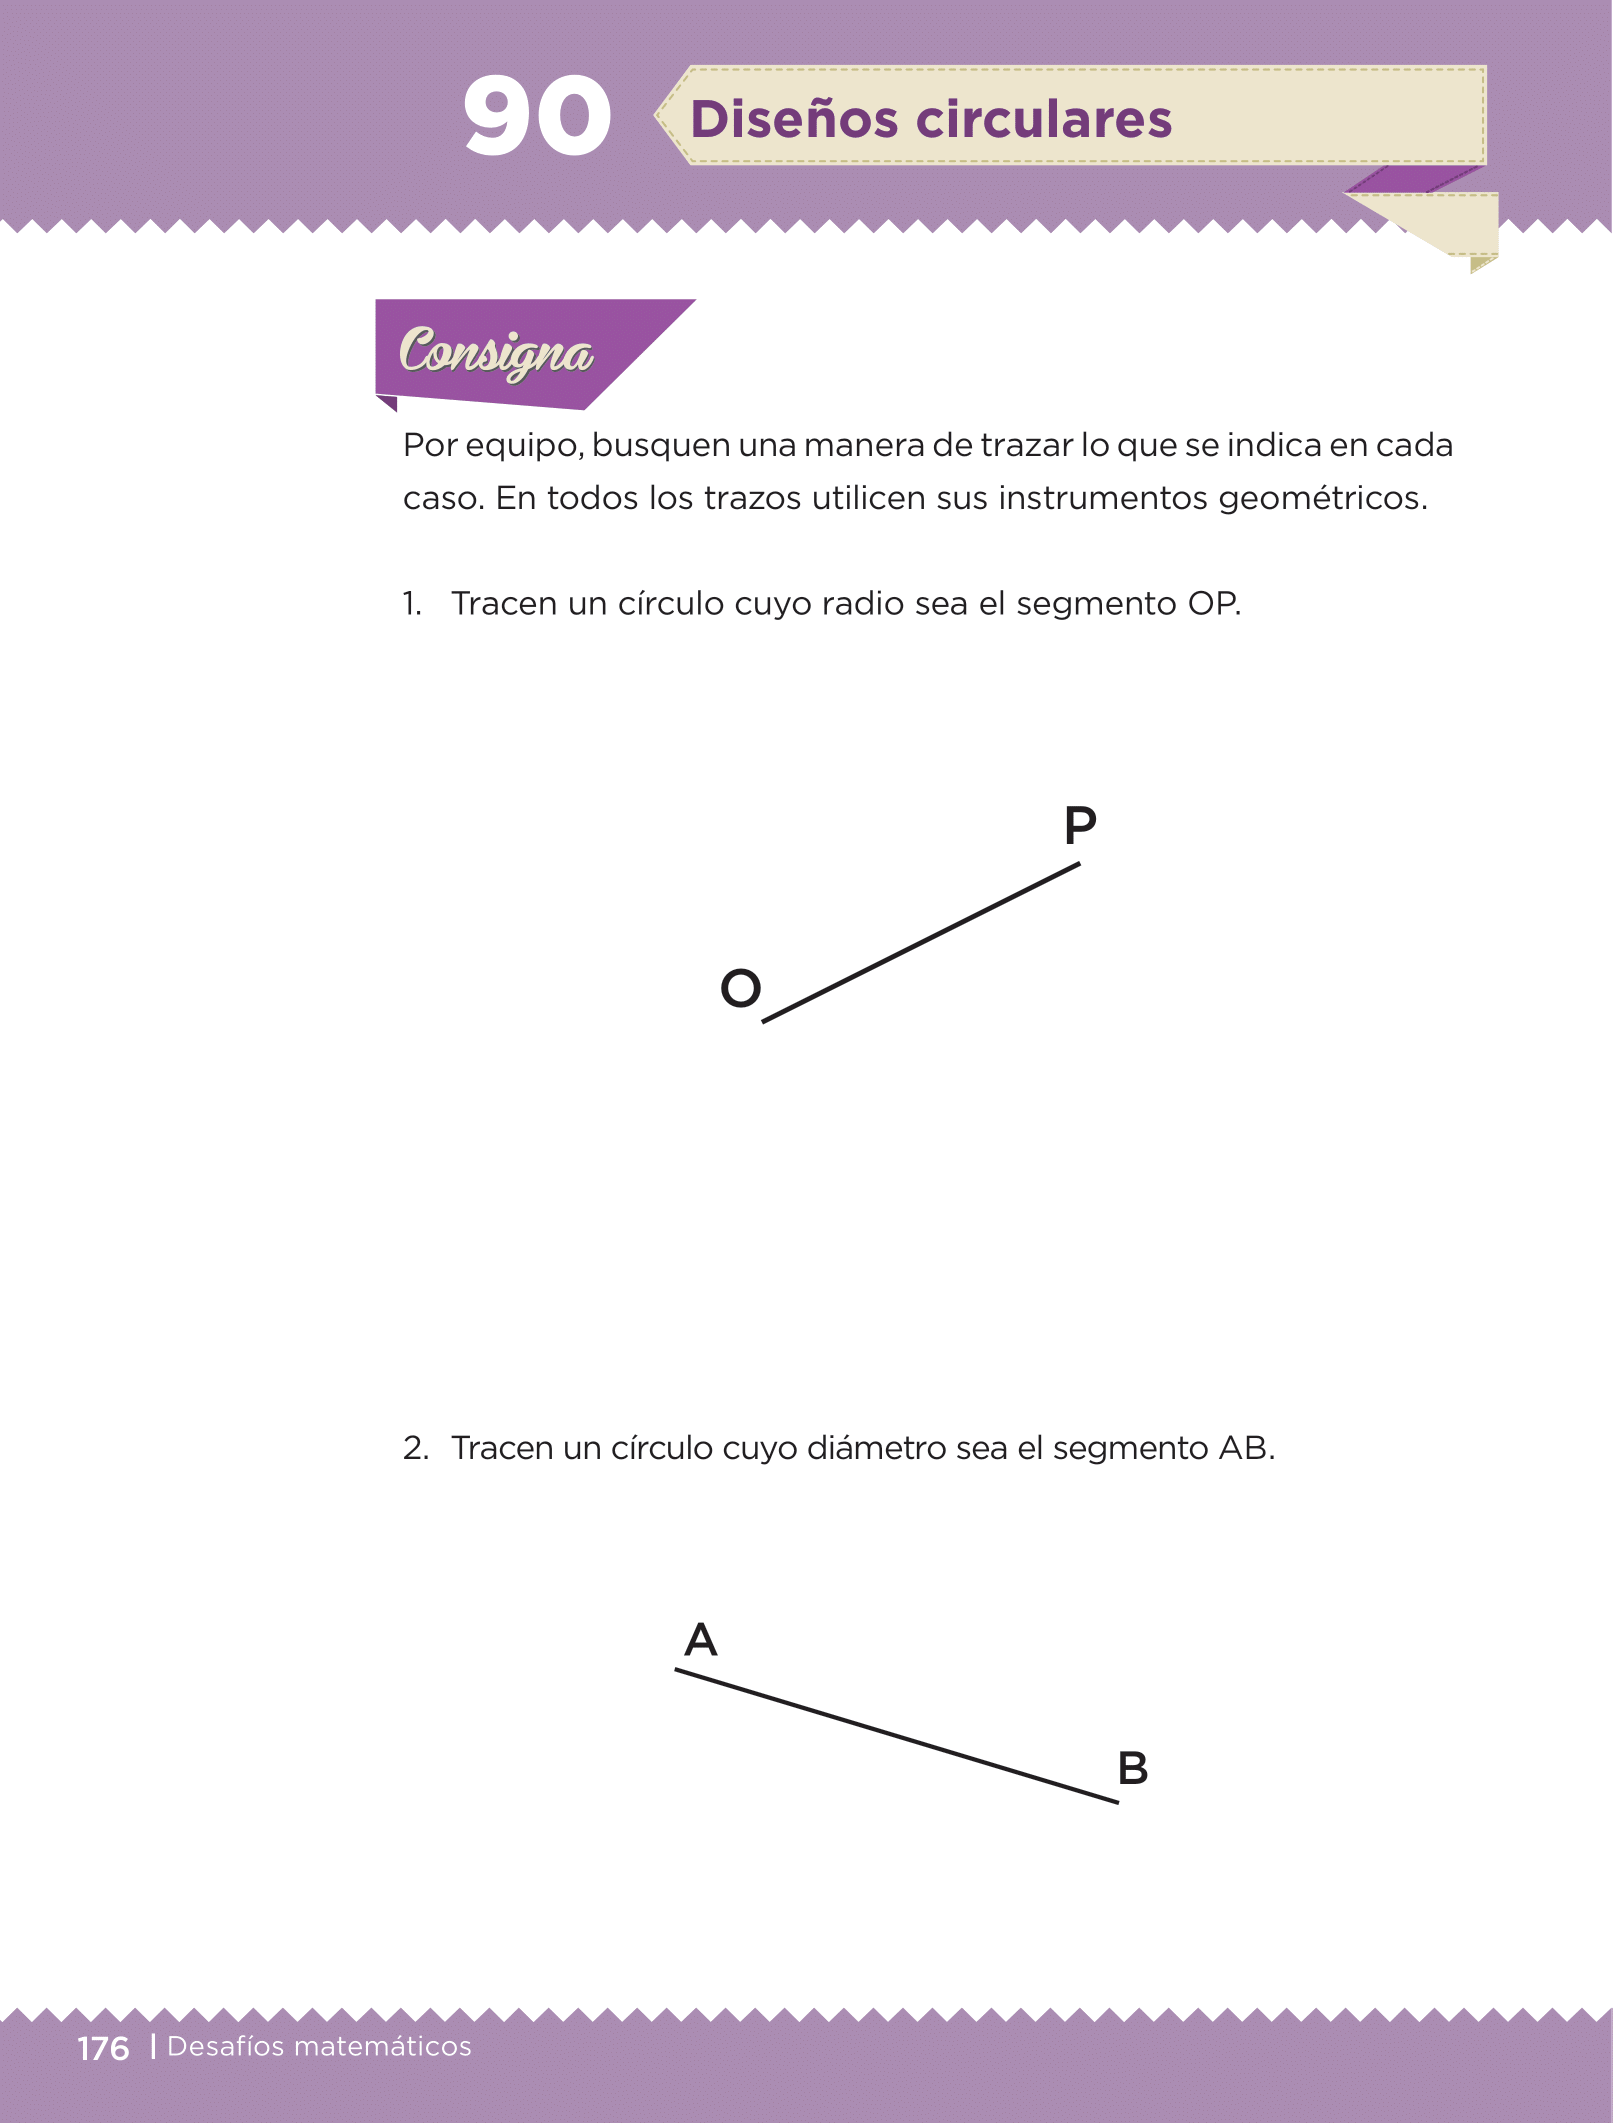 90 Diseños circulares
Consigna
Por equipo, busquen una manera de trazar lo que se indica en cada
caso. En todos los trazos utilicen sus instrumentos geométricos.
1. Tracen un círculo cuyo radio sea el segmento OP.
P
O
2. Tracen un círculo cuyo diámetro sea el segmento AB.
A
B
176 | Desafíos matemáticos